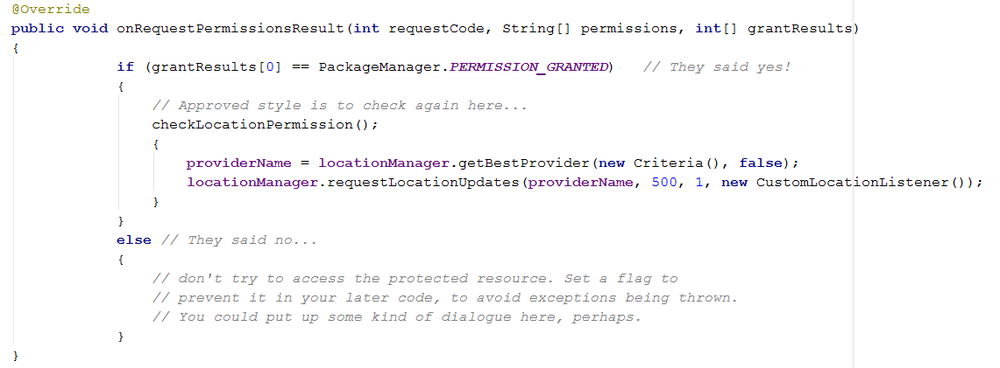 @Override
public void onRequestPermissionsResult(int requestCode, String[] permissions, int[] grantResults)
{
if (grantResults[0] == PackageManager.PERMISSION_GRANTED) // They said yes!
{
// Approved style is to check again here...
checkLocationPermission();
{
providerName = locationManager.getBestProvider(new Criteria(), false);
locationManager.requestLocationUpdates(providerName, 500, 1, new CustomLocationListener());
}
}
else // They said no...
{
// don't try to access the protected resource. Set a flag to
// prevent it in your later code, to avoid exceptions being thrown.
// You could put up some kind of dialogue here, perhaps.
}
}